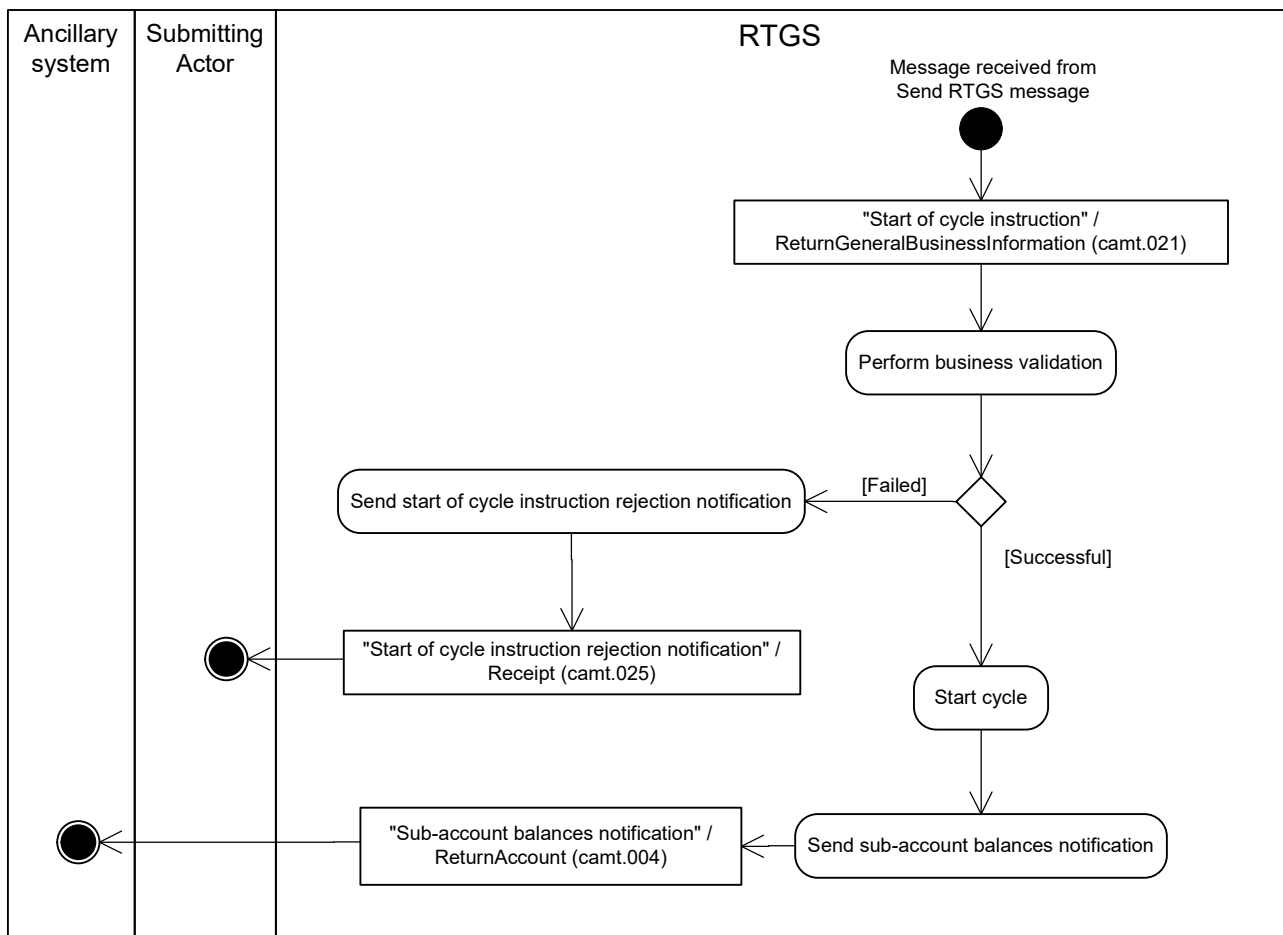 Ancillary
system
Submitting
Actor
RTGS
Message received from
Send RTGS message
"Start of cycle instruction" /
ReturnGeneralBusinessInformation (camt.021)
Perform business validation
[Failed]
Send start of cycle instruction rejection notification
[Successful]
"Start of cycle instruction rejection notification" /
Receipt (camt.025)
Start cycle
"Sub-account balances notification" /
ReturnAccount (camt.004)
Send sub-account balances notification